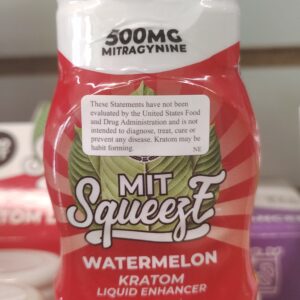 500MG
MITRAGYNINE
These Statements have not been
evaluated by the United States Food
and Drug Administration and is not
intended to diagnose, treat, cure or
prevent any disease. Kratom may be
habit forming.
NE
MIT
SqueezE
WATERMELON
KRATOM
LIQUID ENHANCER